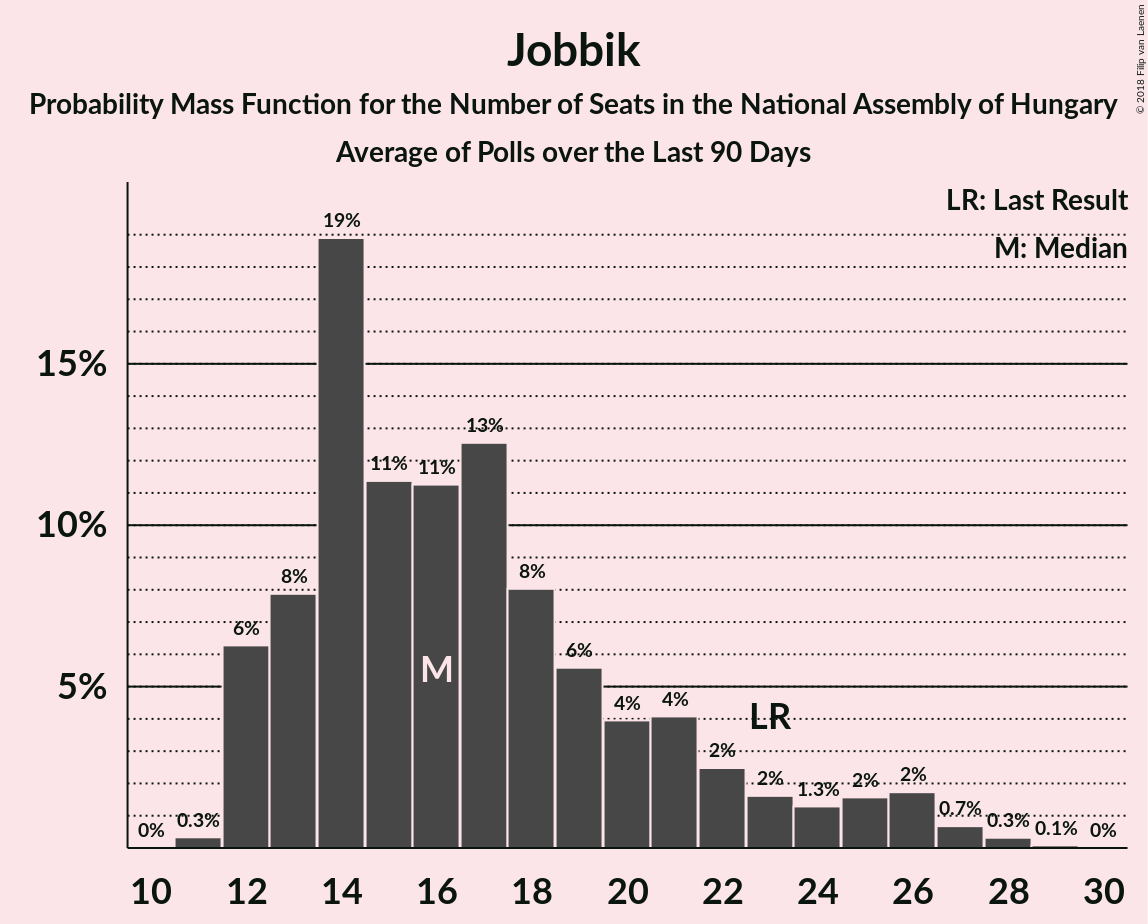 Jobbik
Probability Mass Function for the Number of Seats in the National Assembly of Hungary
Average of Polls over the Last 90 Days
© 2018 Filip van Laenen
LR: Last Result
M: Median
15%
10%
5%
0%
0.3%
6%
8%
19%
11%
11%
13%
8%
6%
4%
4%
2%
2%
1.3%
2%
2%
0.7%
0.3%
0.1%
0%
M
LR
10 12 14 16 18 20 22 24 26 28 30